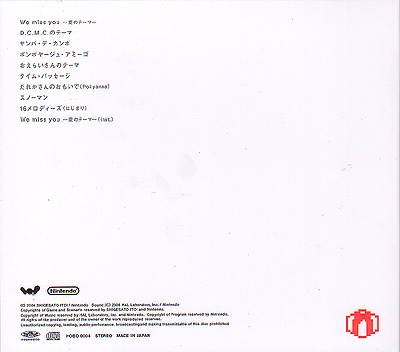 We miss you 〜愛のテーマ〜
D.C.M.C.のテーマ
サンバ・デ・カンボ
ボンボヤージュ・アミーゴ
おえらいさんのテーマ
タイム・パッセージ
だれかさんのおもいで(Polyanna)
スノーマン
16メロディーズ(はじまり)
We miss you 〜愛のテーマ〜(inst.)
Nintendo
(C) 2006 SHIGESATO ITOI / Nintendo Sound (C) 2006 HAL Laboratory, Inc. / Nintendo
Copyrights of Game and Scenario reserved by SHIGESATO ITOI and Nintendo.
Copyright of Music reserved by HAL Laboratory, Inc. and Nintendo. Copyright of Program reserved by Nintendo.
All rights of the producer and of the owner of the work reproduced reserved.
Unauthorized copying, lending, public performance, broadcasting and making transmittable of this disc prohibited.
HOBO 0004 STEREO MADE IN JAPAN